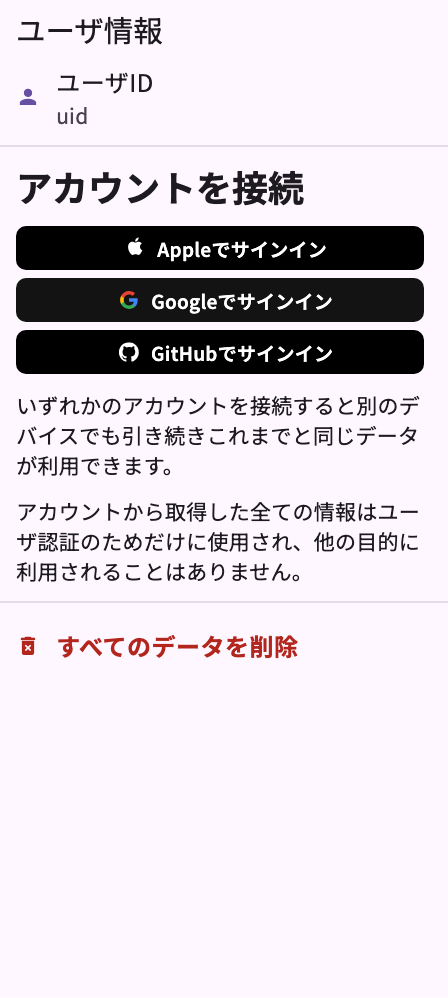 ユーザ情報
ユーザID
uid
アカウントを接続
Appleでサインイン
Googleでサインイン
GitHubでサインイン
いずれかのアカウントを接続すると別のデ
バイスでも引き続きこれまでと同じデータ
が利用できます。
アカウントから取得した全ての情報はユー
ザ認証のためだけに使用され、他の目的に
利用されることはありません。
すべてのデータを削除